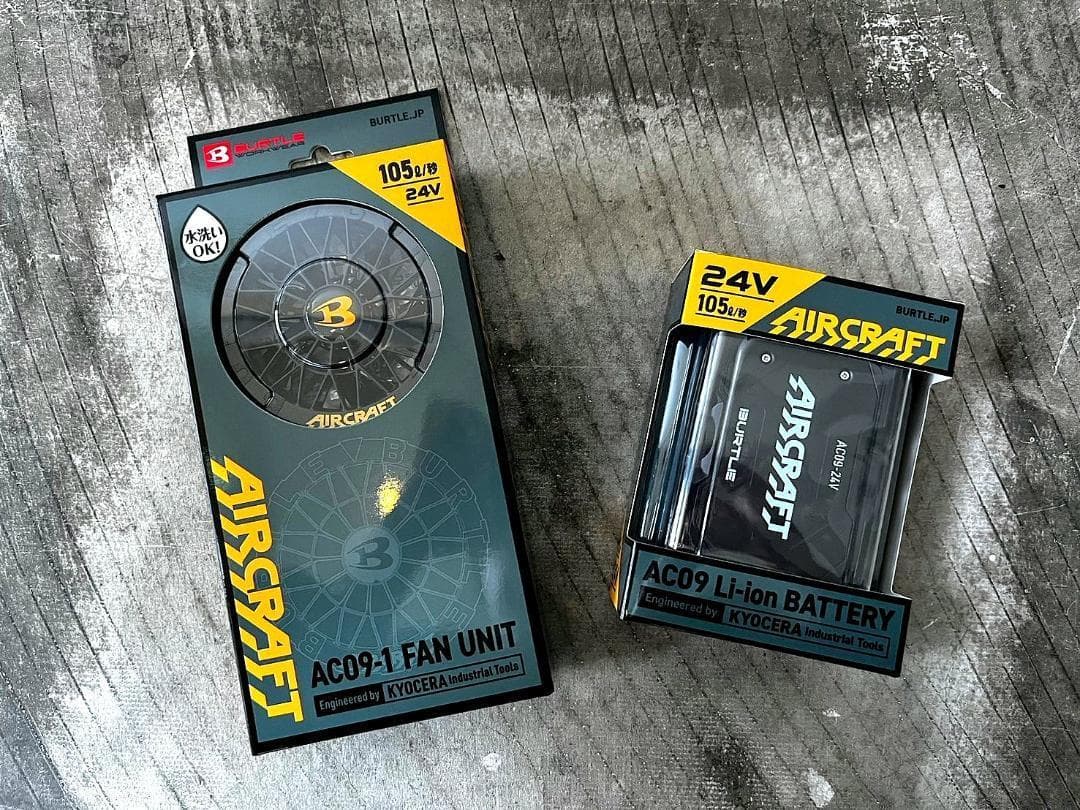 BURTLE
WORKWEAR
BURTLE.JP
105ℓ/秒
24V
水洗い
OK!
B
AIRCRAFT
AIRCRAFT
B
AC09-1 FAN UNIT
Engineered by KYOCERA Industrial Tools
24V
105ℓ/秒
BURTLE.JP
AIRCRAFT
AIRCRAFT
BURTLE
AC09-24V
AC09 Li-ion BATTERY
Engineered by KYOCERA Industrial Tools